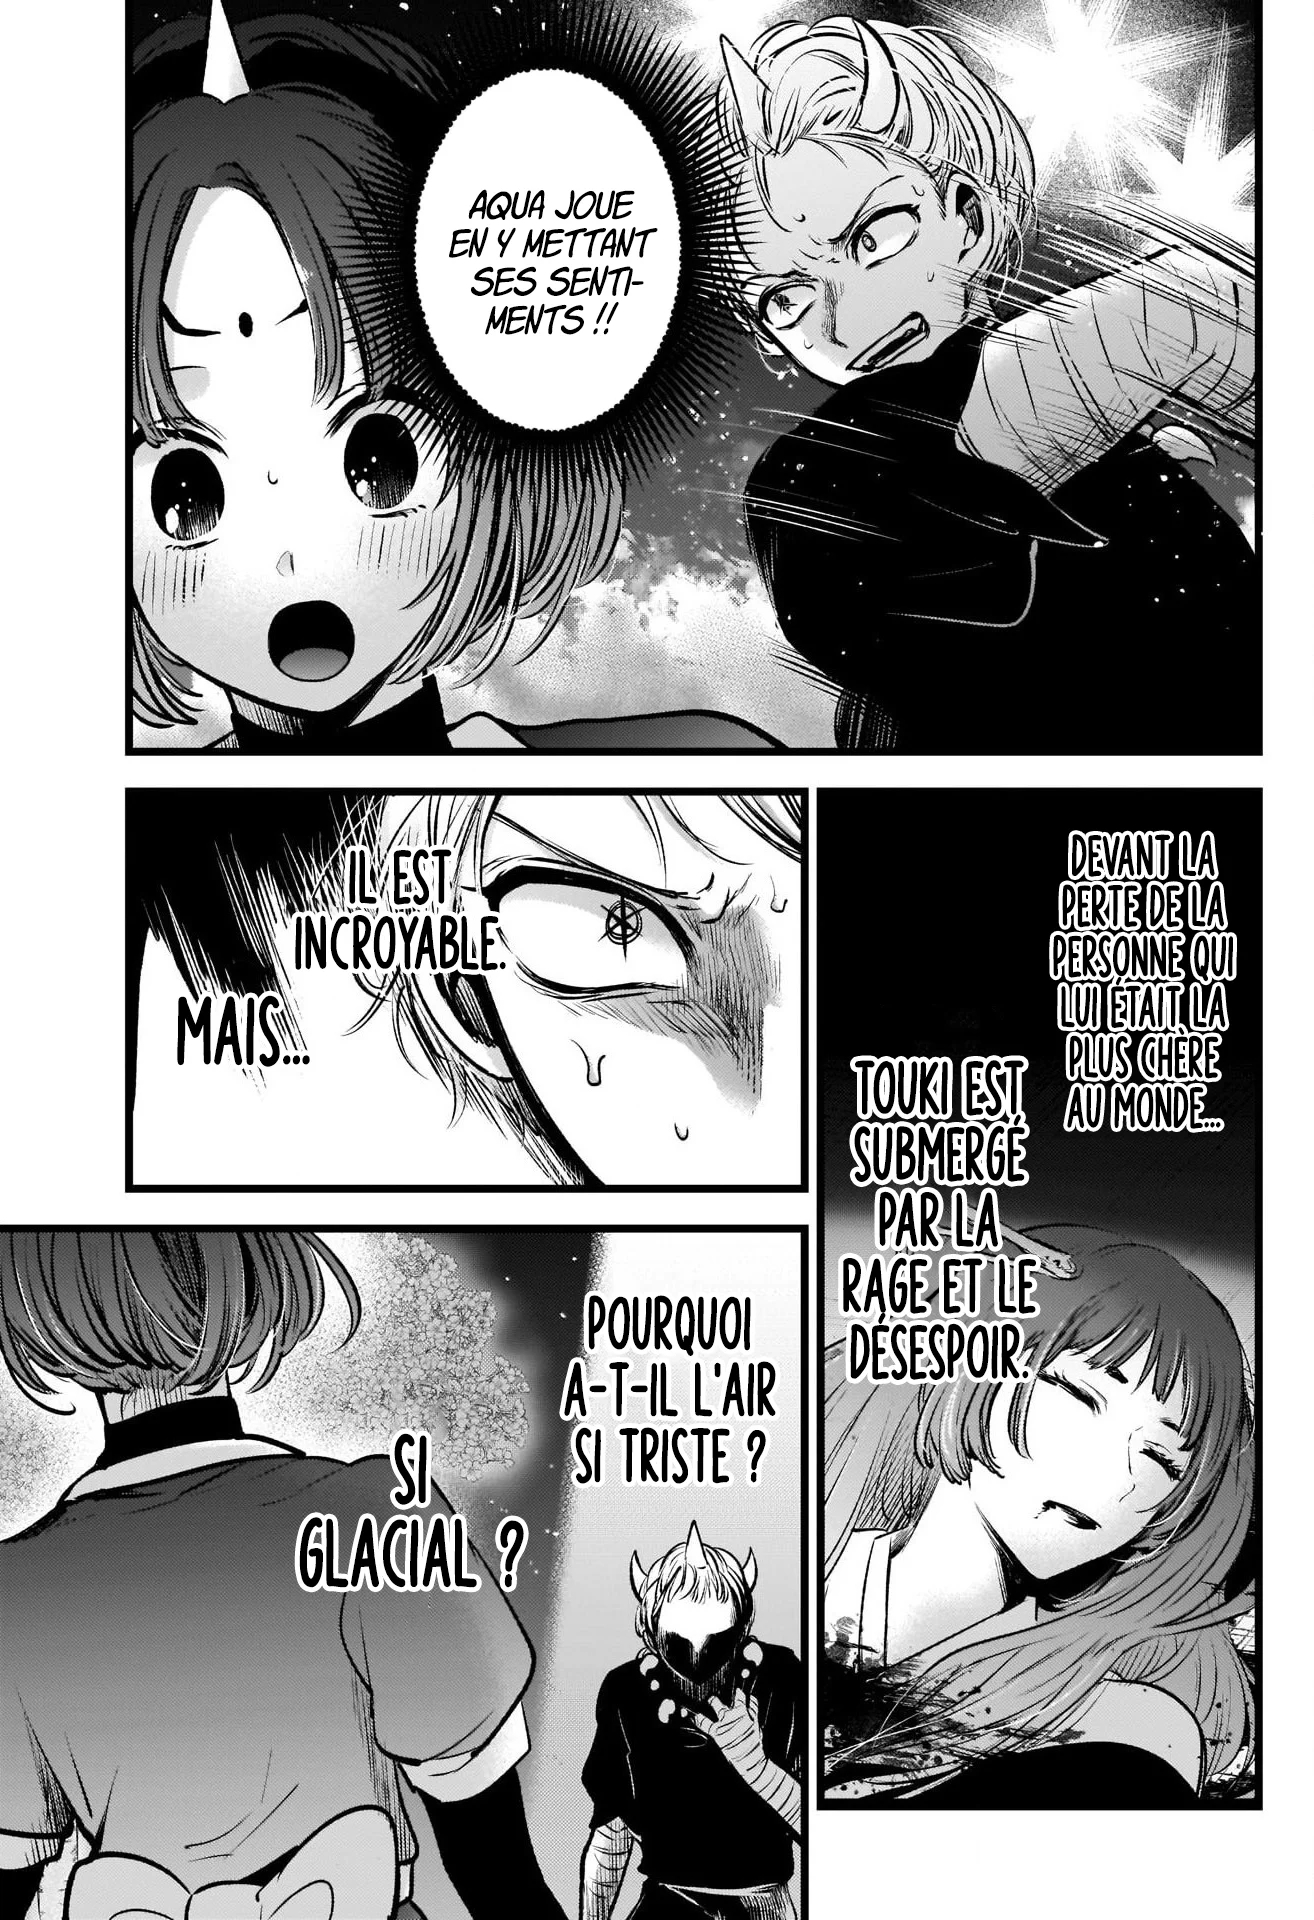 AQUA JOUE
EN Y METTANT
SES SENTI-
MENTS !!
DEVANT LA
PERTE DE LA
PERSONNE QUI
LUI ÉTAIT LA
PLUS CHÈRE
AU MONDE...
TOUKI EST
SUBMERGÉ
PAR LA
RAGE ET LE
DÉSESPOIR.
IL EST
INCROYABLE.
MAIS...
POURQUOI
A-T-IL L'AIR
SI TRISTE ?
SI
GLACIAL ?